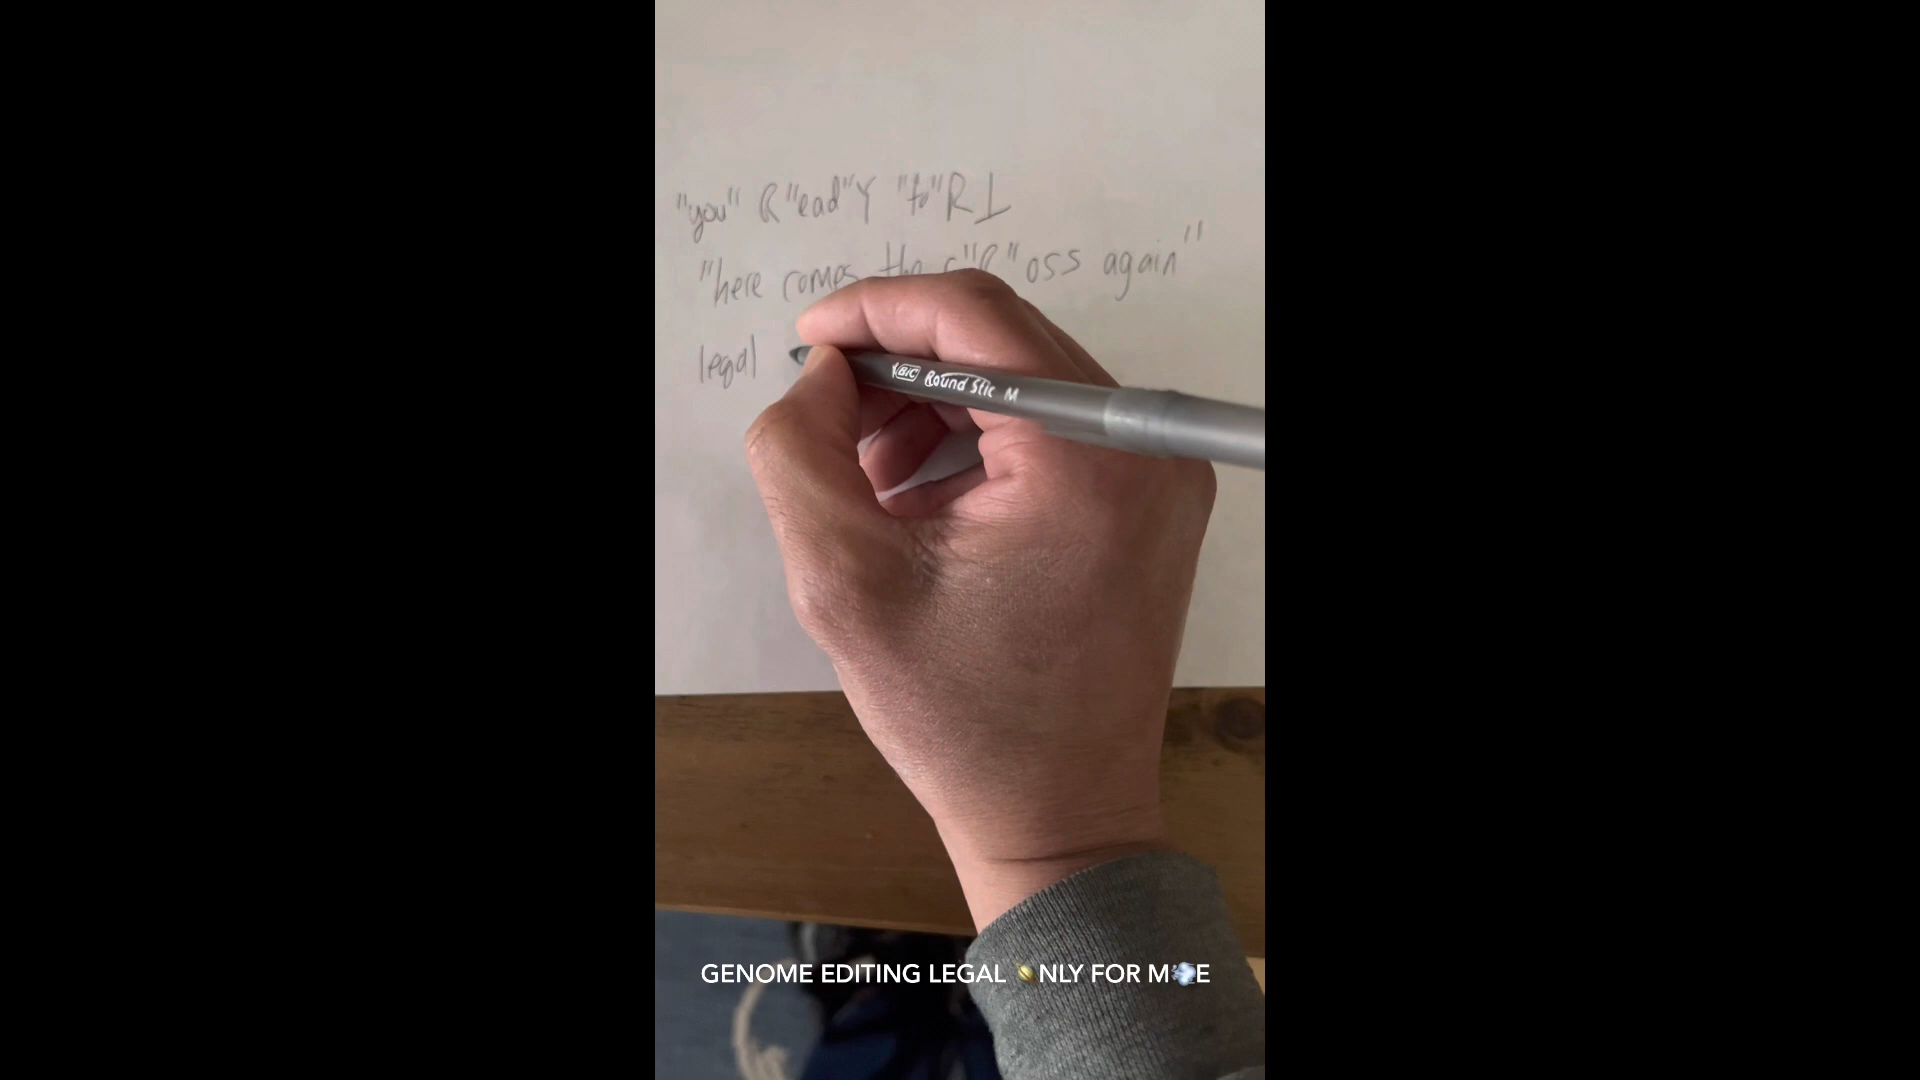 "you" R"ead"Y "to" R I
"here comes the c"R"oss again"
legal
BIC Round Stic M
GENOME EDITING LEGAL 🪐NLY FOR M🧞E